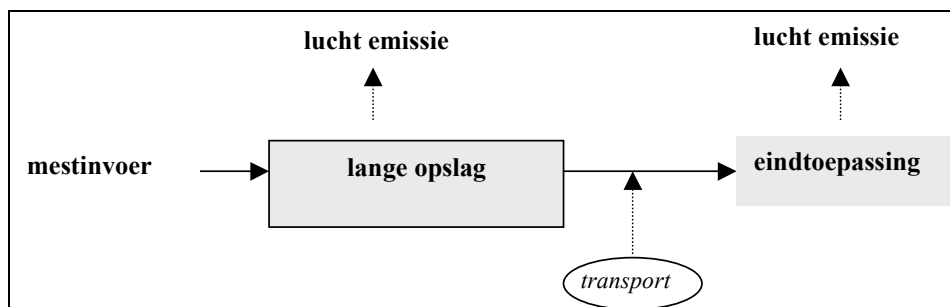 lucht emissie
lucht emissie
mestinvoer
lange opslag
eindtoepassing
transport